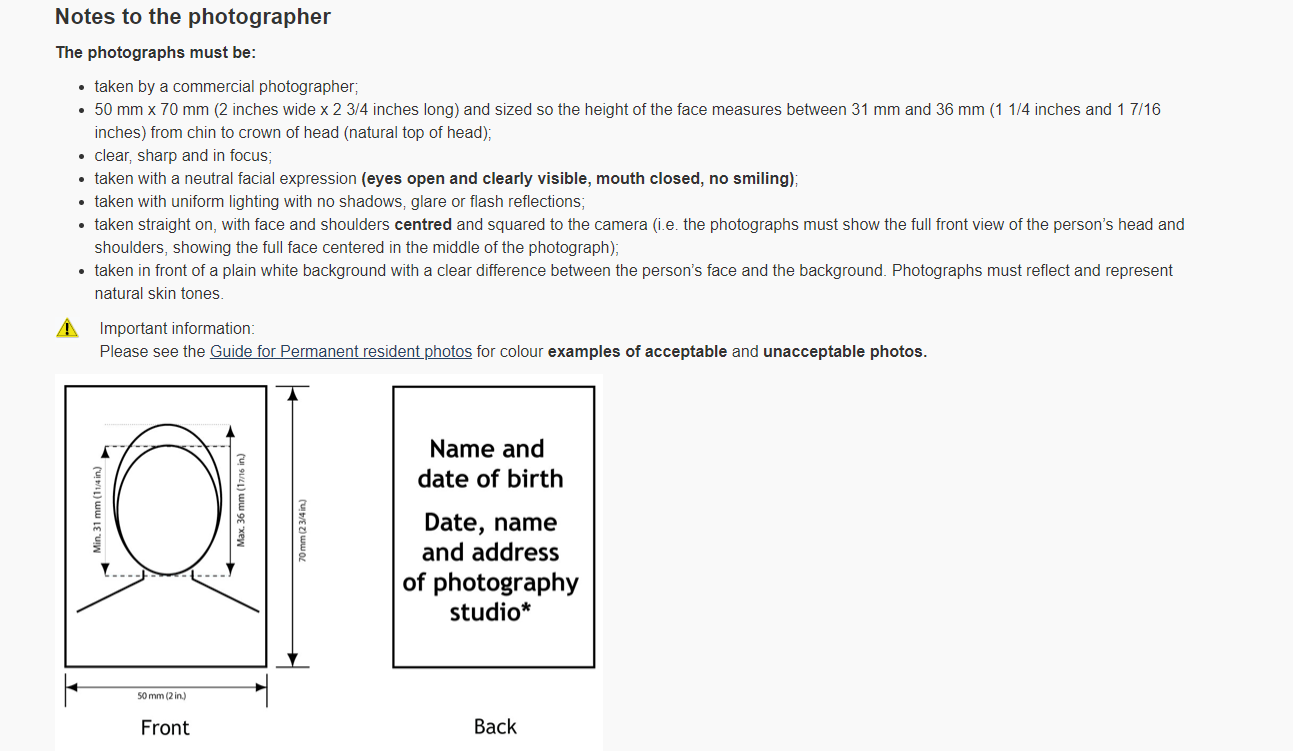 Notes to the photographer
The photographs must be:
• taken by a commercial photographer;
• 50 mm x 70 mm (2 inches wide x 2 3/4 inches long) and sized so the height of the face measures between 31 mm and 36 mm (1 1/4 inches and 1 7/16
inches) from chin to crown of head (natural top of head);
• clear, sharp and in focus;
• taken with a neutral facial expression (eyes open and clearly visible, mouth closed, no smiling);
• taken with uniform lighting with no shadows, glare or flash reflections;
• taken straight on, with face and shoulders centred and squared to the camera (i.e. the photographs must show the full front view of the person's head and
shoulders, showing the full face centered in the middle of the photograph);
• taken in front of a plain white background with a clear difference between the person's face and the background. Photographs must reflect and represent
natural skin tones.
Important information:
Please see the Guide for Permanent resident photos for colour examples of acceptable and unacceptable photos.
Min. 31 mm (1 1/4 in.)
Max. 36 mm (1 7/16 in.)
70 mm (2 3/4 in.)
50 mm (2 in.)
Front
Name and
date of birth
Date, name
and address
of photography
studio*
Back